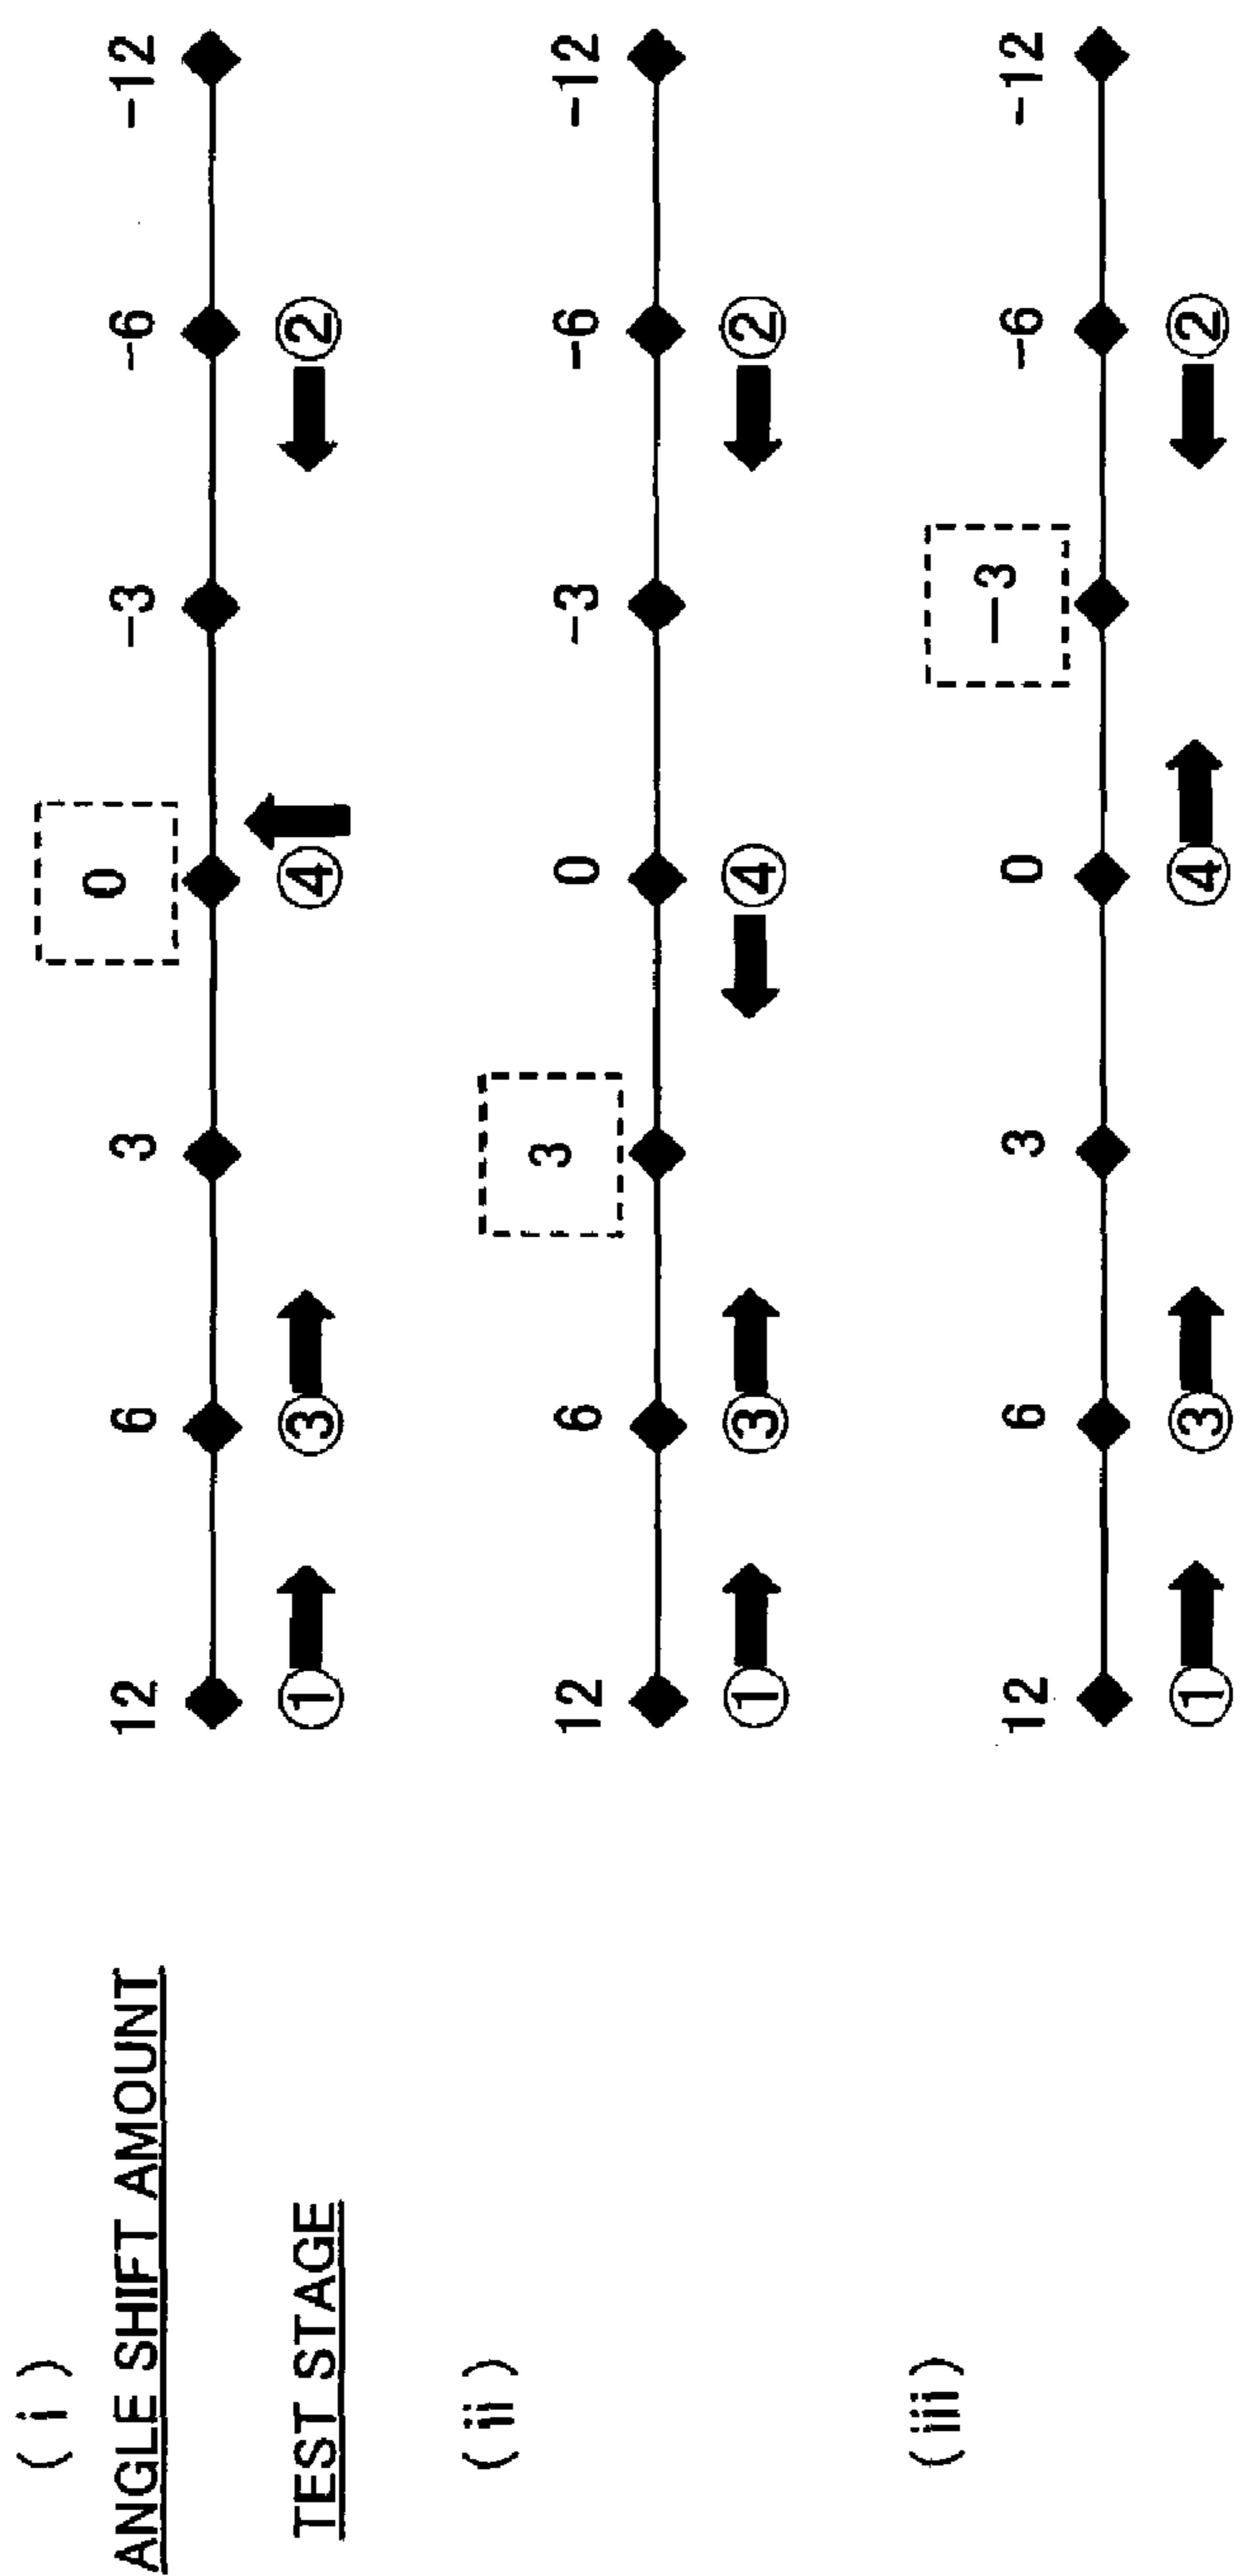 ( i )
ANGLE SHIFT AMOUNT 12 6 3 0 -3 -6 -12
TEST STAGE ① ③ ④ ②
( ii )
12 6 3 0 -3 -6 -12
① ③ ④ ②
( iii )
12 6 3 0 -3 -6 -12
① ③ ④ ②